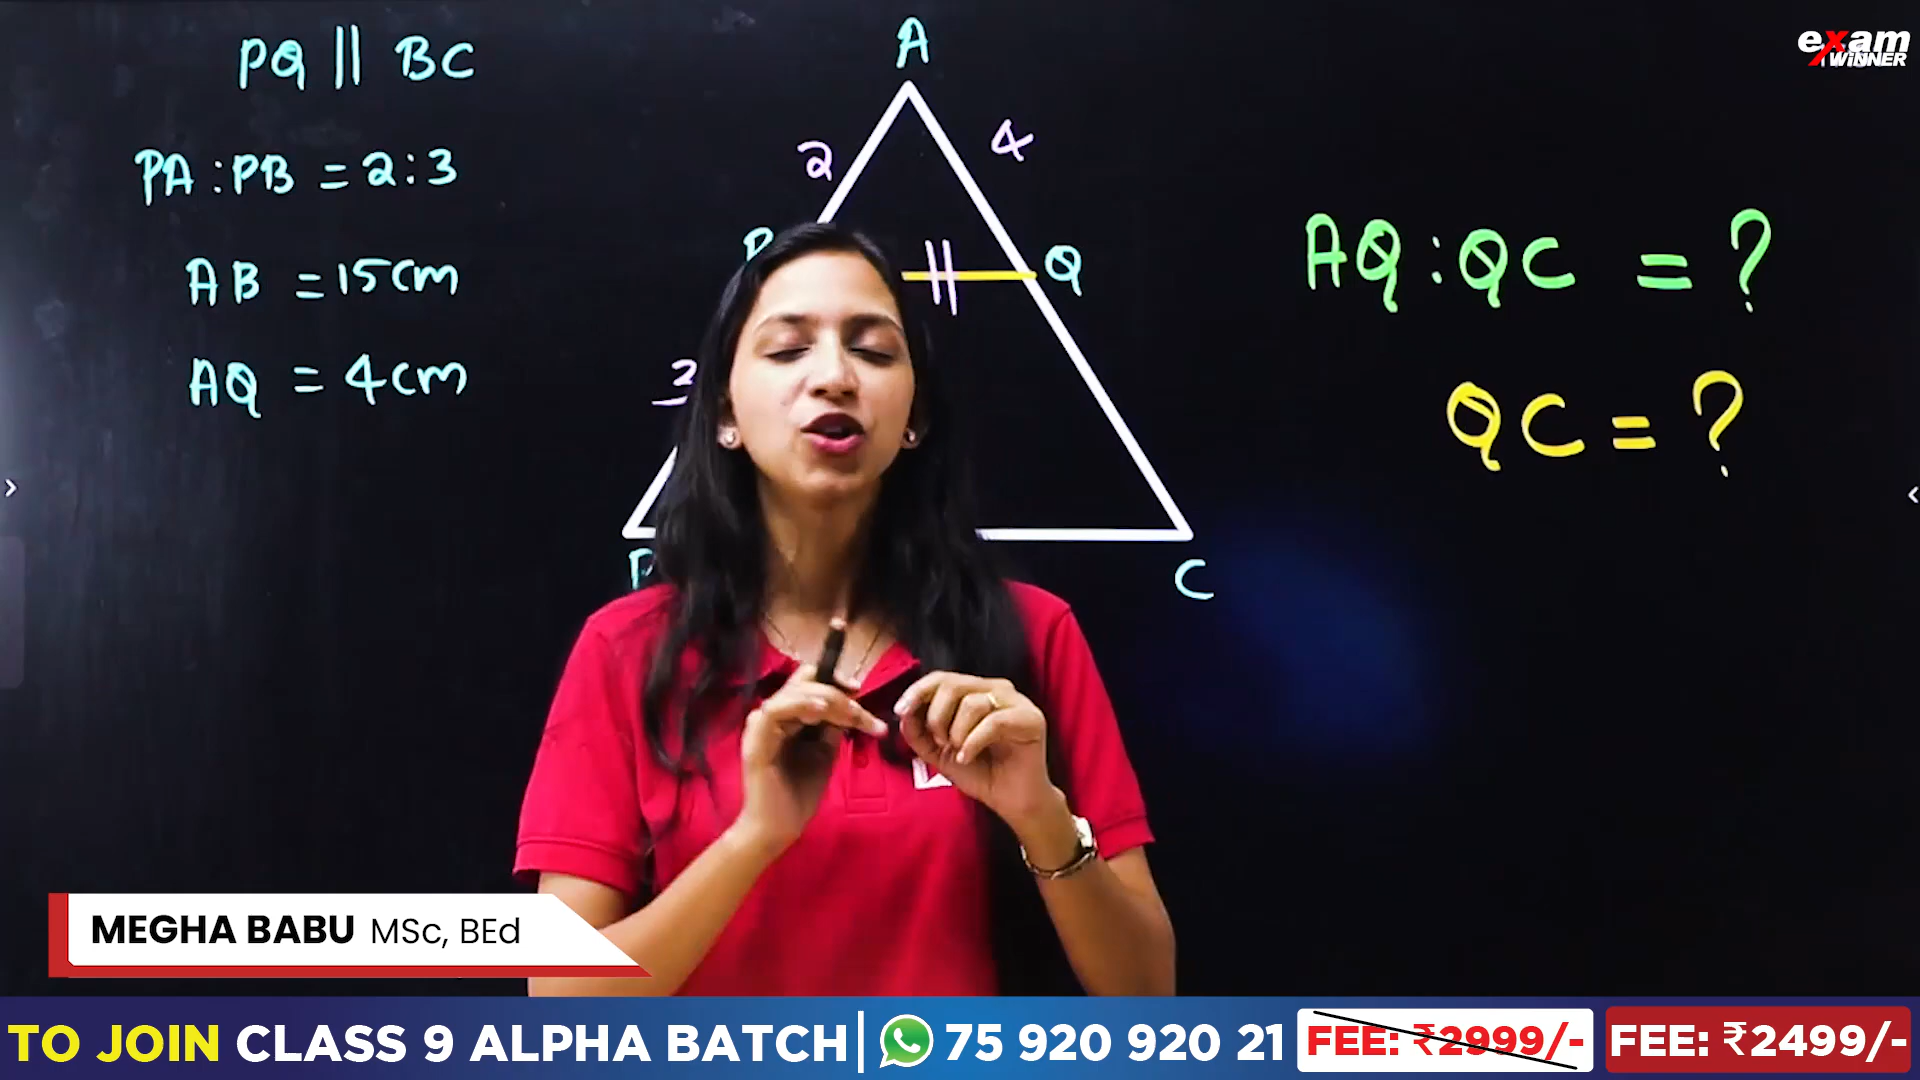 PQ || BC
PA : PB = 2 : 3
AB = 15cm
AQ = 4cm
A
2
4
Q
C
AQ : QC = ?
QC = ?
exam
WiNNER
MEGHA BABU MSc, BEd
TO JOIN CLASS 9 ALPHA BATCH
75 920 920 21
FEE: ₹2999/-
FEE: ₹2499/-